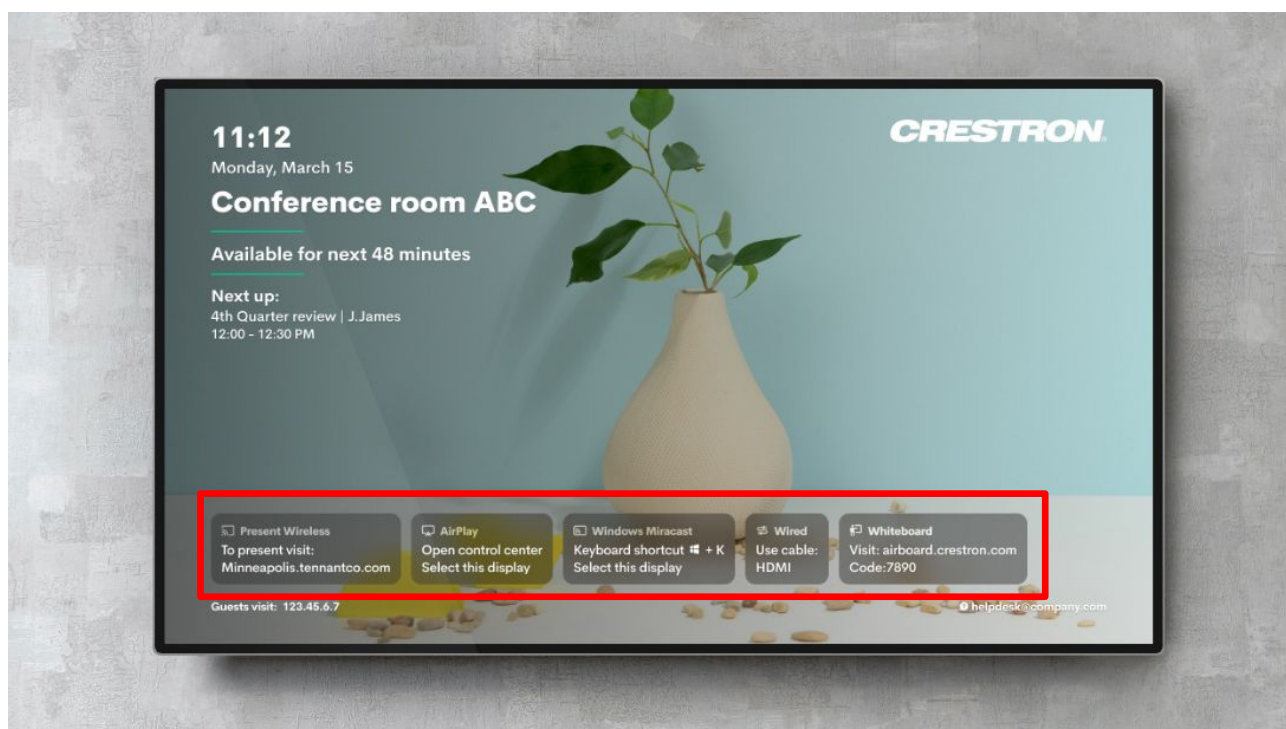 11:12
Monday, March 15
CRESTRON
Conference room ABC
Available for next 48 minutes
Next up:
4th Quarter review | J.James
12:00 - 12:30 PM
Present Wireless
To present visit:
Minneapolis.tennantco.com
AirPlay
Open control center
Select this display
Windows Miracast
Keyboard shortcut + K
Select this display
Wired
Use cable:
HDMI
Whiteboard
Visit: airboard.crestron.com
Code:7890
Guests visit: 123.45.6.7
helpdesk@company.com